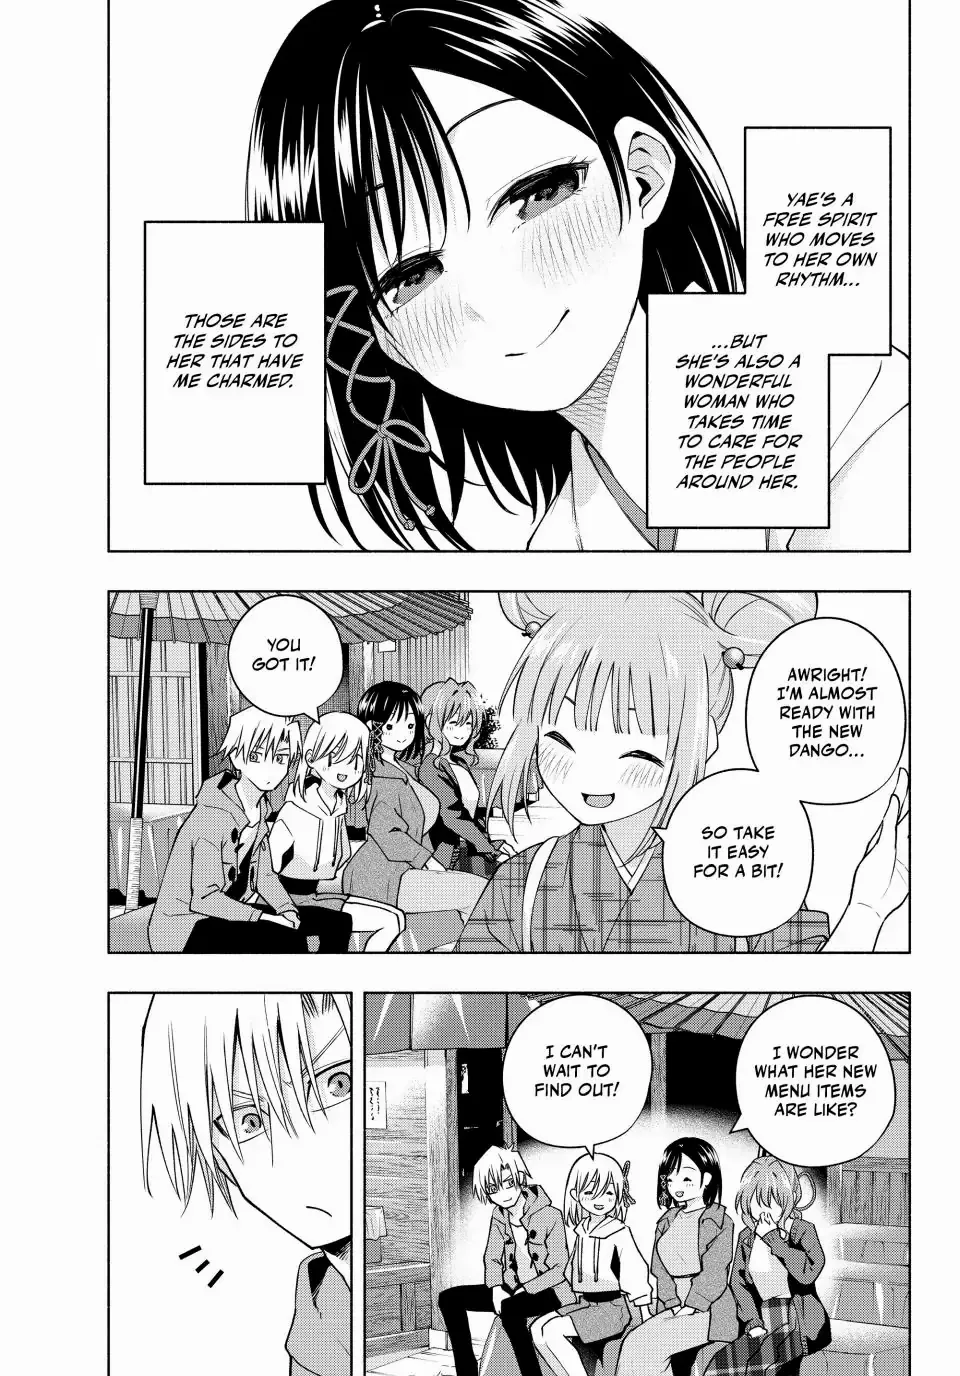 YAE'S A
FREE SPIRIT
WHO MOVES
TO HER OWN
RHYTHM...
...BUT
SHE'S ALSO A
WONDERFUL
WOMAN WHO
TAKES TIME
TO CARE FOR
THE PEOPLE
AROUND HER.
THOSE ARE
THE SIDES TO
HER THAT HAVE
ME CHARMED.
AWRIGHT!
I'M ALMOST
READY WITH
THE NEW
DANGO...
SO TAKE
IT EASY
FOR A BIT!
YOU
GOT IT!
I WONDER
WHAT HER NEW
MENU ITEMS
ARE LIKE?
I CAN'T
WAIT TO
FIND OUT!